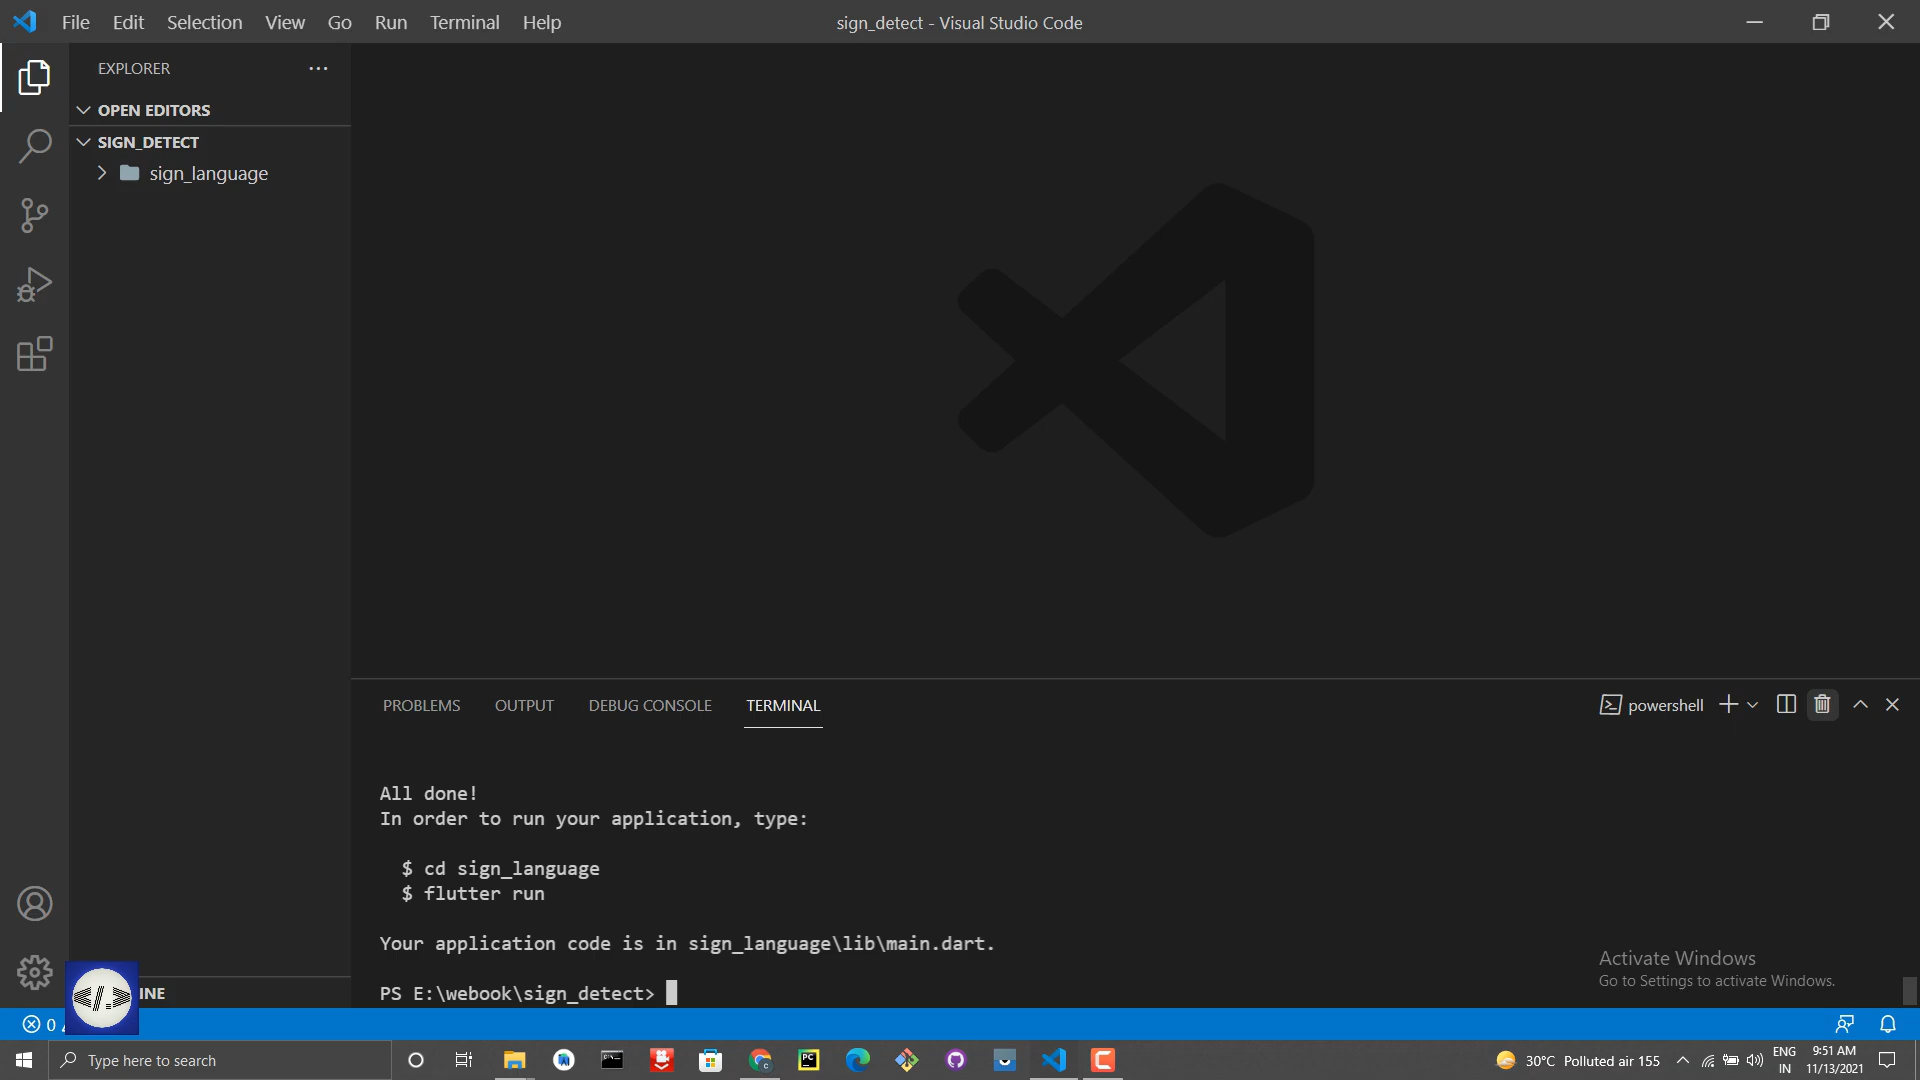 File Edit Selection View Go Run Terminal Help
sign_detect - Visual Studio Code
EXPLORER
OPEN EDITORS
SIGN_DETECT
sign_language
PROBLEMS OUTPUT DEBUG CONSOLE TERMINAL
powershell
All done!
In order to run your application, type:
$ cd sign_language
$ flutter run
Your application code is in sign_language\lib\main.dart.
PS E:\webook\sign_detect>
Activate Windows
Go to Settings to activate Windows.
INE
</.>
0
Type here to search
PC
30°C Polluted air 155
ENG
IN
9:51 AM
11/13/2021